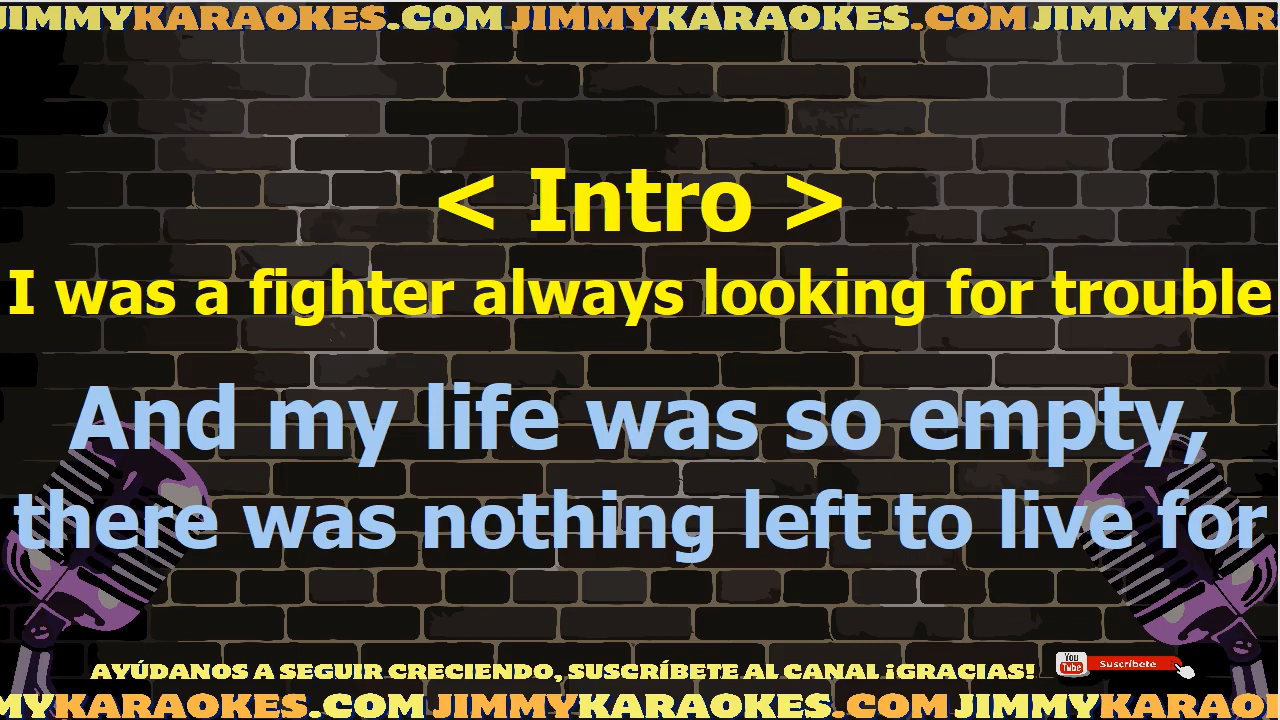 JIMMYKARAOKES.COM JIMMYKARAOKES.COM JIMMYKAR
< Intro >
I was a fighter always looking for trouble
And my life was so empty,
there was nothing left to live for
AYÚDANOS A SEGUIR CRECIENDO, SUSCRÍBETE AL CANAL ¡GRACIAS!
You Tube Suscríbete
MYKARAOKES.COM JIMMYKARAOKES.COM JIMMYKARAOK